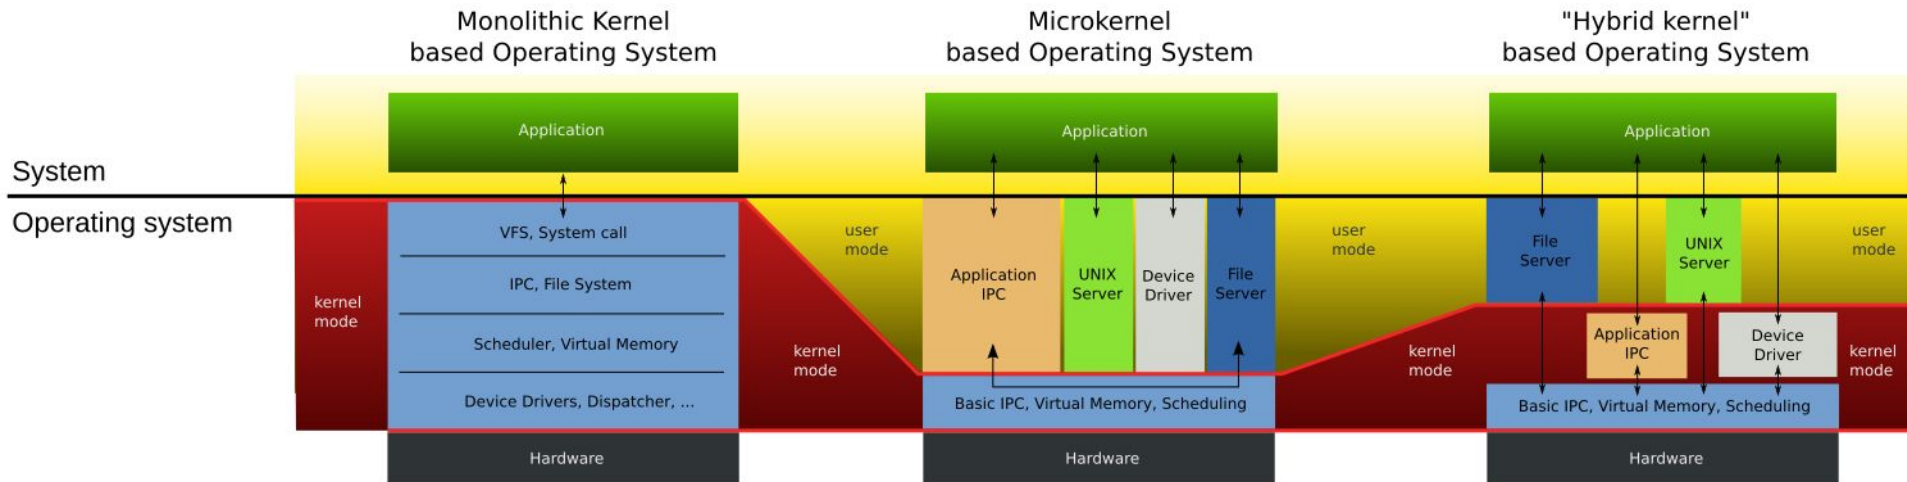 Monolithic Kernel
based Operating System
Microkernel
based Operating System
"Hybrid kernel"
based Operating System
Application
Application
Application
System
Operating system
VFS, System call
IPC, File System
Scheduler, Virtual Memory
Device Drivers, Dispatcher, ...
Hardware
kernel
mode
user
mode
kernel
mode
Application
IPC
UNIX
Server
Device
Driver
File
Server
Basic IPC, Virtual Memory, Scheduling
Hardware
user
mode
kernel
mode
File
Server
UNIX
Server
Application
IPC
Device
Driver
Basic IPC, Virtual Memory, Scheduling
Hardware
user
mode
kernel
mode